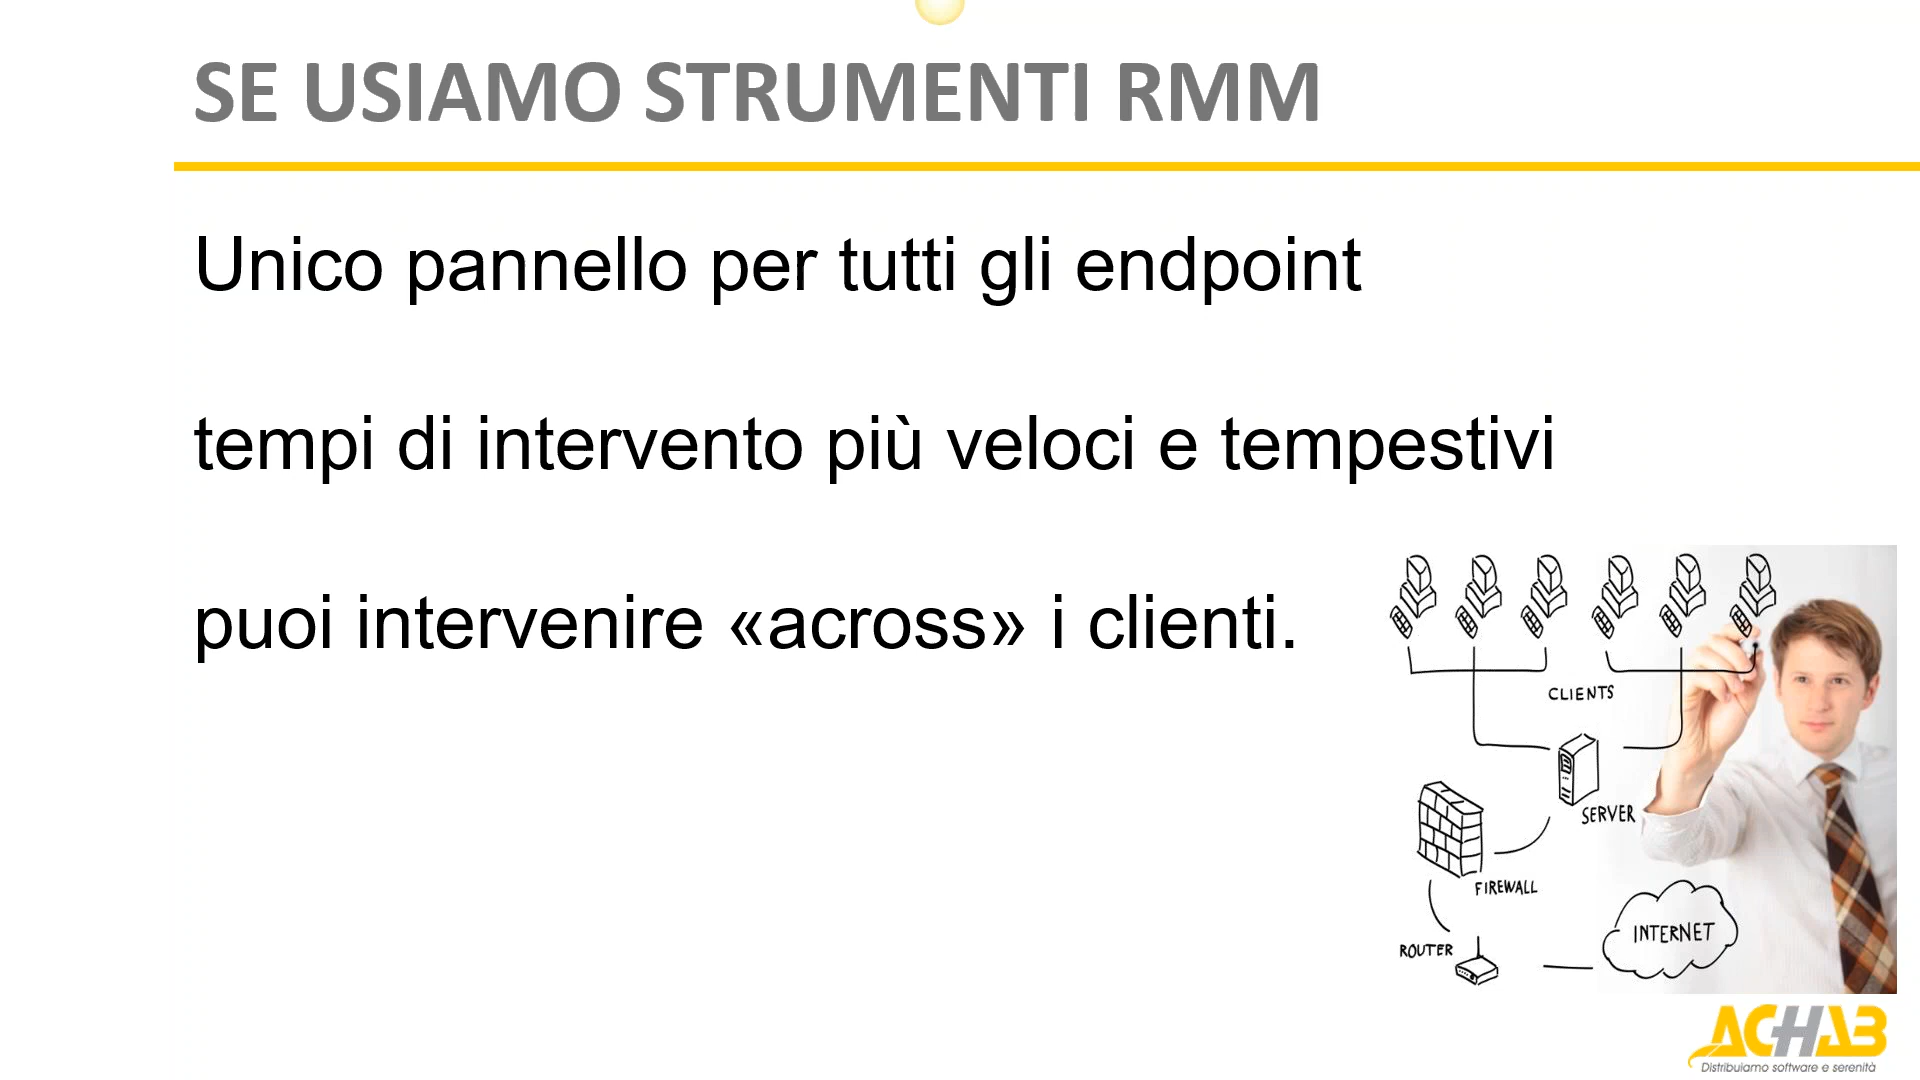 SE USIAMO STRUMENTI RMM
Unico pannello per tutti gli endpoint
tempi di intervento più veloci e tempestivi
puoi intervenire «across» i clienti.
CLIENTS
SERVER
FIREWALL
ROUTER
INTERNET
ACHAB
Distribuiamo software e serenità